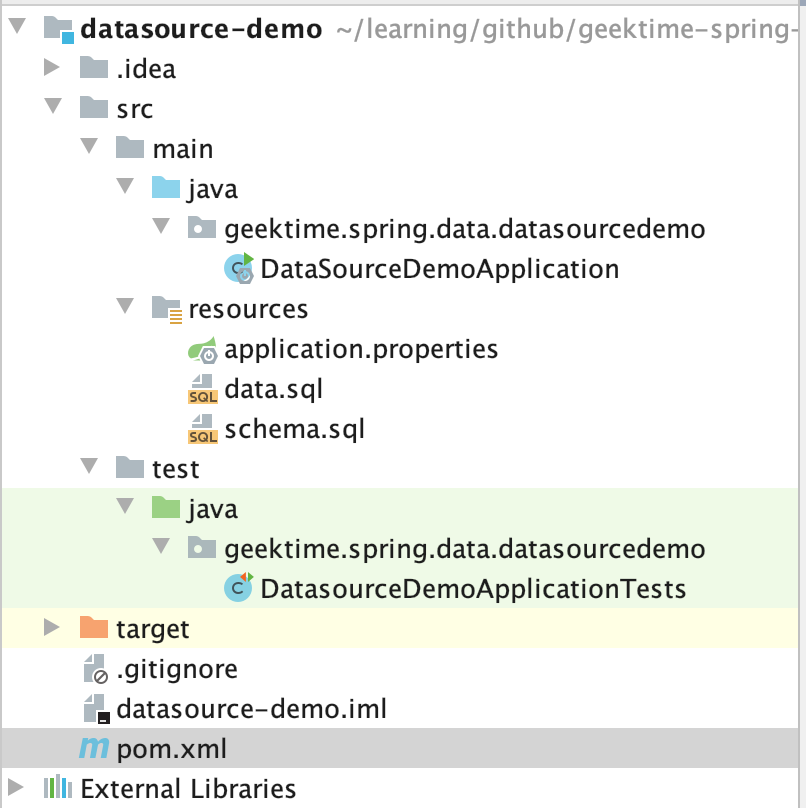 datasource-demo ~/learning/github/geektime-spring-
.idea
src
main
java
geektime.spring.data.datasourcedemo
C DataSourceDemoApplication
resources
application.properties
SQL data.sql
SQL schema.sql
test
java
geektime.spring.data.datasourcedemo
C DatasourceDemoApplicationTests
target
.gitignore
datasource-demo.iml
m pom.xml
External Libraries